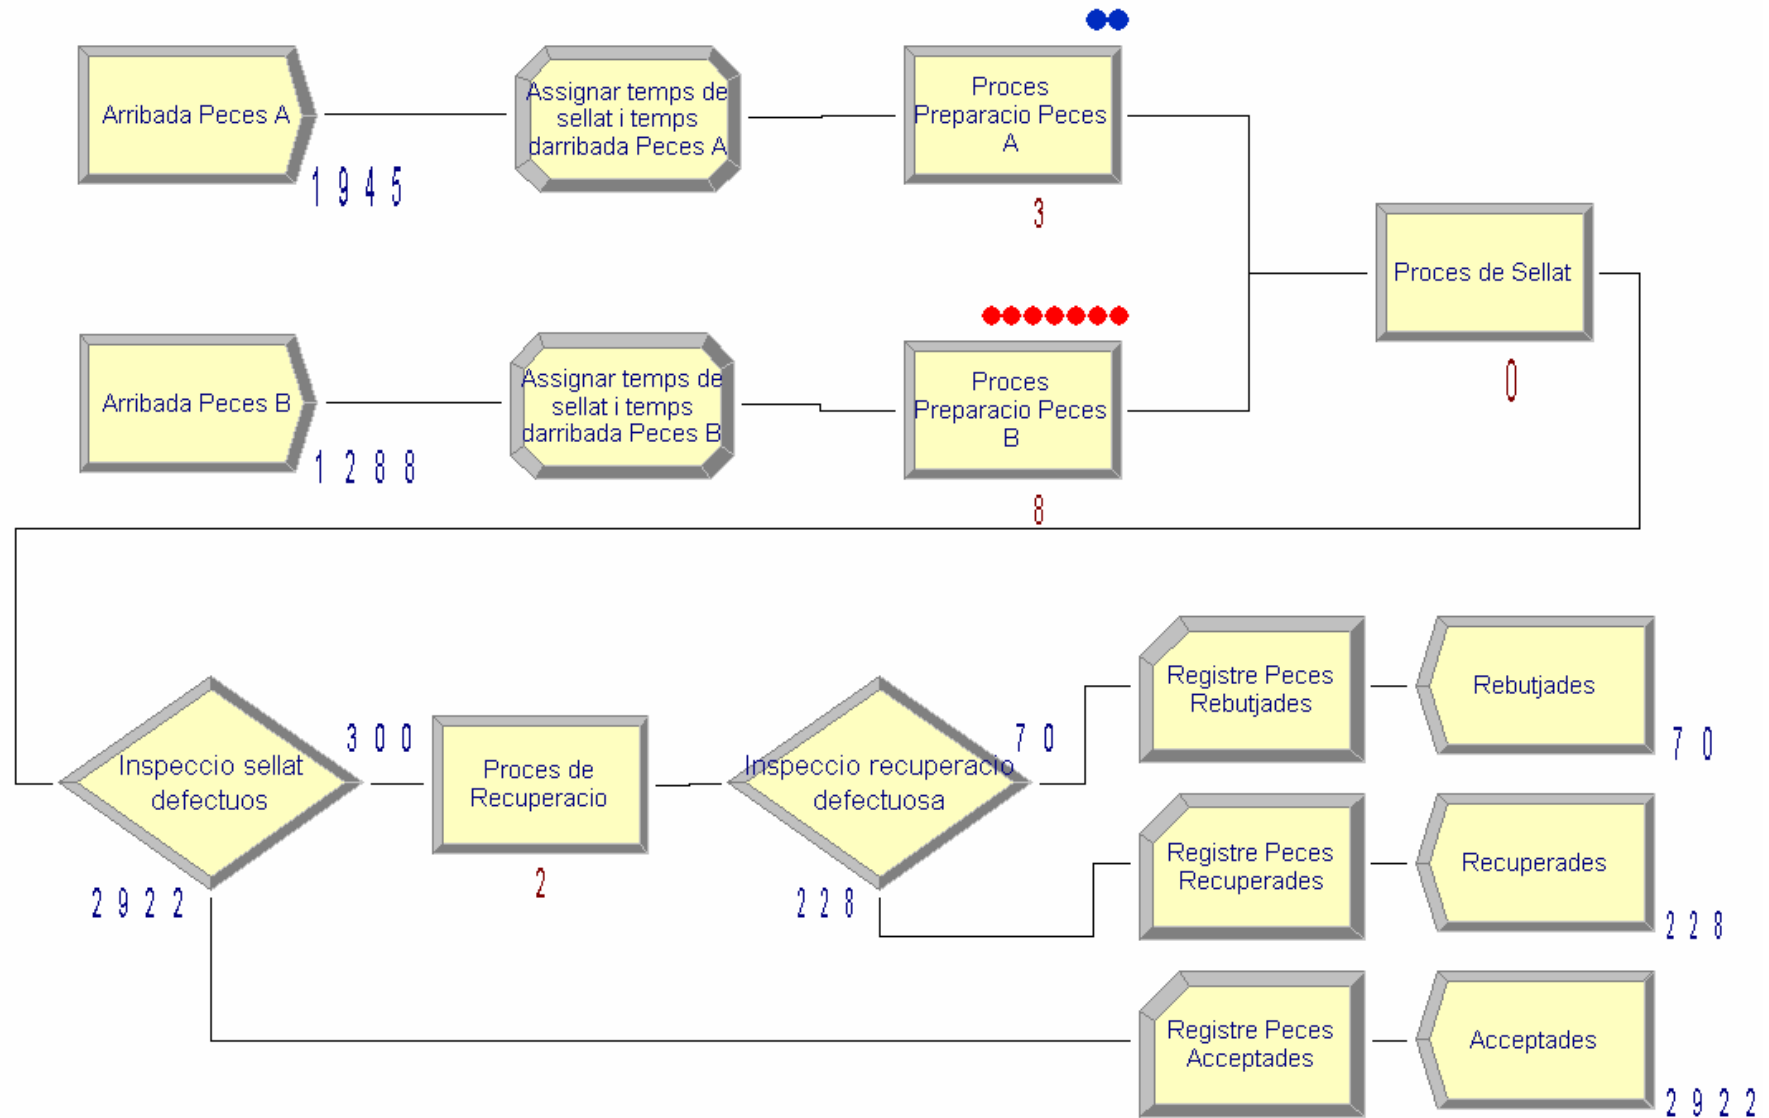 Arribada Peces A
1945
Assignar temps de
sellat i temps
darribada Peces A
Proces
Preparacio Peces
A
3
Proces de Sellat
0
Arribada Peces B
1288
Assignar temps de
sellat i temps
darribada Peces B
Proces
Preparacio Peces
B
8
Inspeccio sellat
defectuos
300
2922
Proces de
Recuperacio
2
Inspeccio recuperacio
defectuosa
70
228
Registre Peces
Rebutjades
Rebutjades
70
Registre Peces
Recuperades
Recuperades
228
Registre Peces
Acceptades
Acceptades
2922